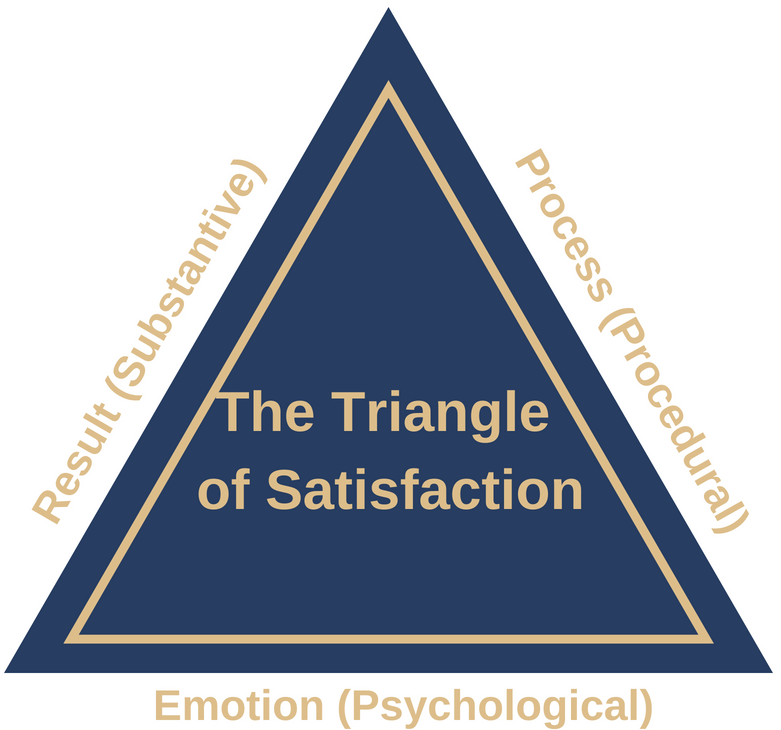 Result (Substantive)
Process (Procedural)
The Triangle
of Satisfaction
Emotion (Psychological)